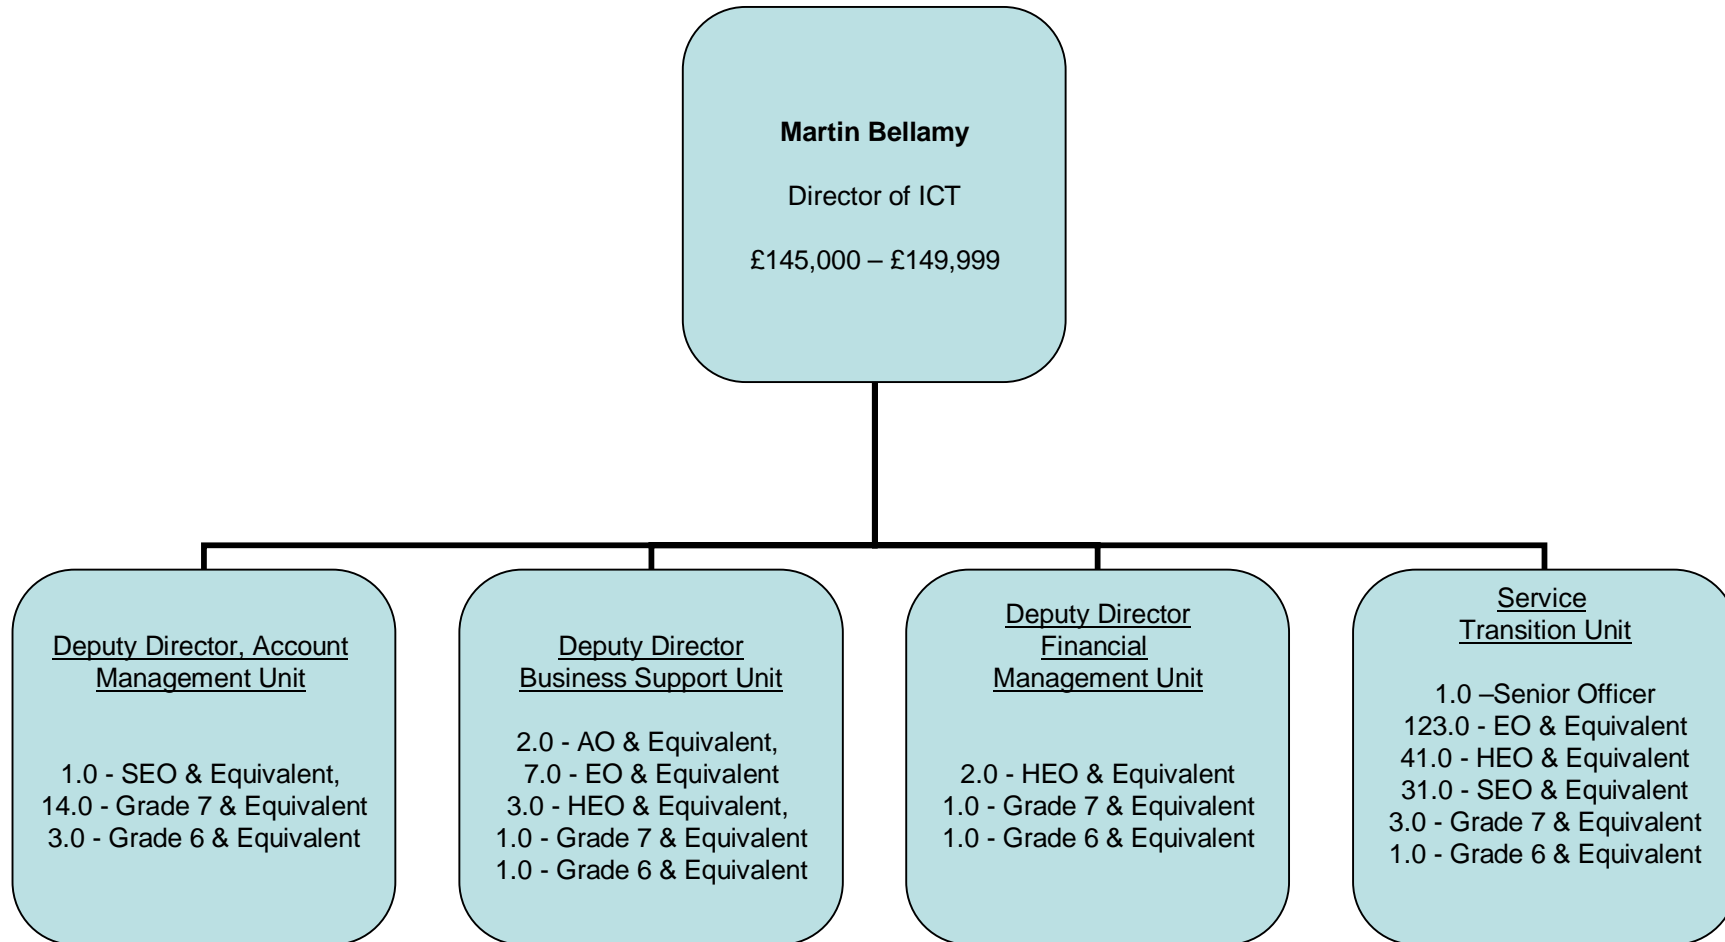 Martin Bellamy
Director of ICT
£145,000 – £149,999
Deputy Director, Account
Management Unit
1.0 - SEO & Equivalent,
14.0 - Grade 7 & Equivalent
3.0 - Grade 6 & Equivalent
Deputy Director
Business Support Unit
2.0 - AO & Equivalent,
7.0 - EO & Equivalent
3.0 - HEO & Equivalent,
1.0 - Grade 7 & Equivalent
1.0 - Grade 6 & Equivalent
Deputy Director
Financial
Management Unit
2.0 - HEO & Equivalent
1.0 - Grade 7 & Equivalent
1.0 - Grade 6 & Equivalent
Service
Transition Unit
1.0 –Senior Officer
123.0 - EO & Equivalent
41.0 - HEO & Equivalent
31.0 - SEO & Equivalent
3.0 - Grade 7 & Equivalent
1.0 - Grade 6 & Equivalent